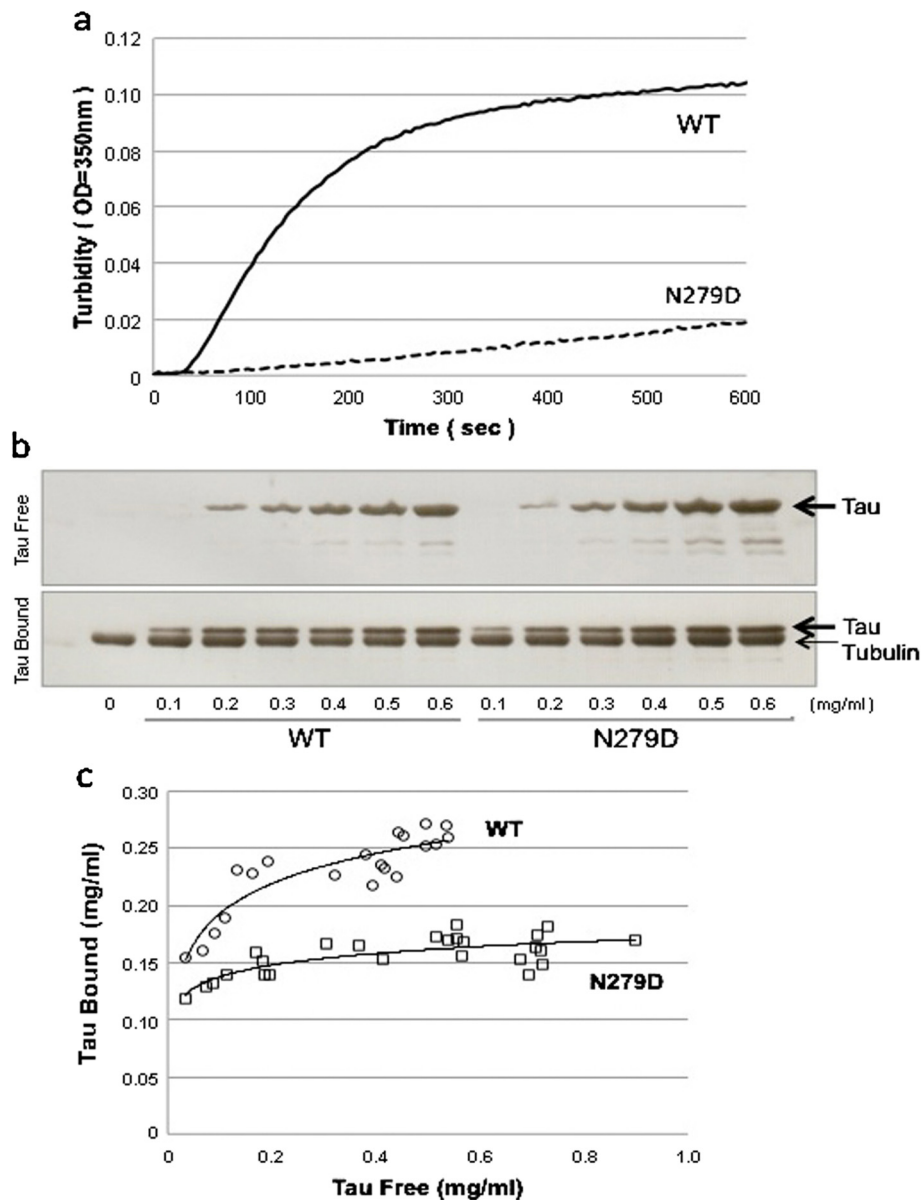 a
Turbidity ( OD=350nm )
0.12
0.10
0.08
0.06
0.04
0.02
0
WT
N279D
0 100 200 300 400 500 600
Time ( sec )
b
Tau Free
Tau
Tau Bound
Tau
Tubulin
0 0.1 0.2 0.3 0.4 0.5 0.6 0.1 0.2 0.3 0.4 0.5 0.6 (mg/ml)
WT N279D
c
Tau Bound (mg/ml)
0.30
0.25
0.20
0.15
0.10
0.05
0
WT
N279D
0 0.2 0.4 0.6 0.8 1.0
Tau Free (mg/ml)